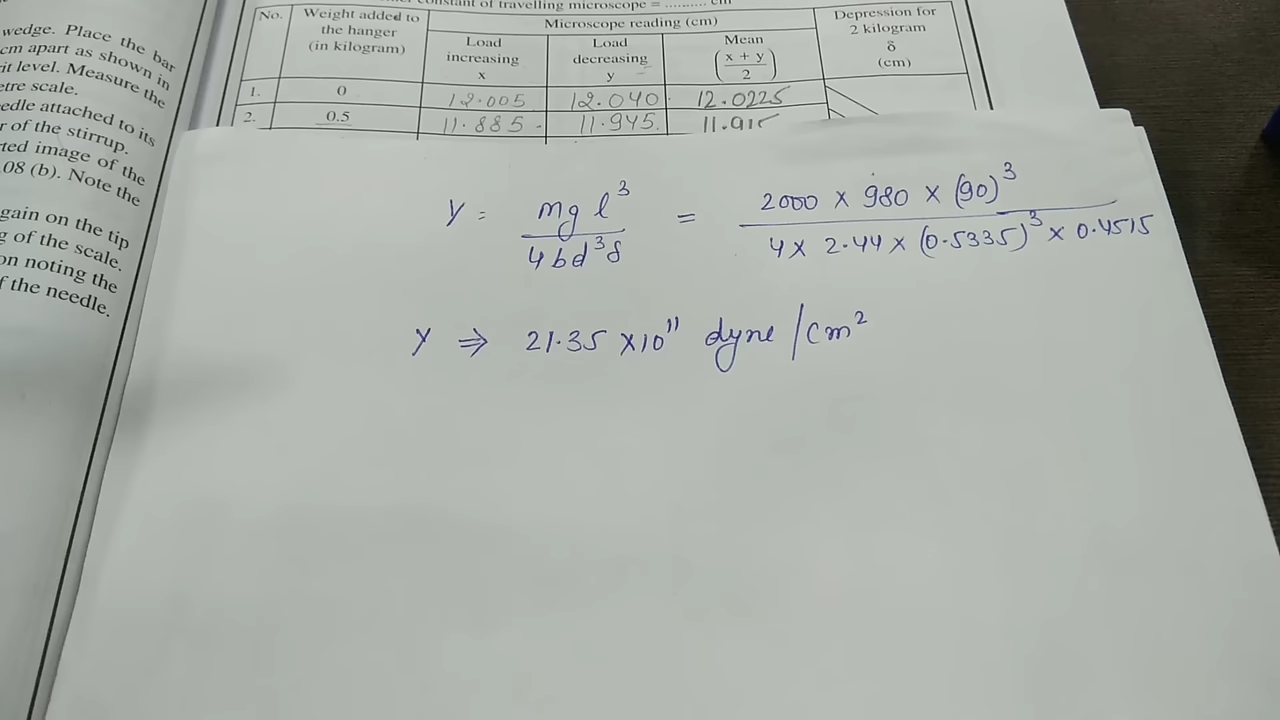 constant of travelling microscope = .......... cm
No.
Weight added to
the hanger
(in kilogram)
Microscope reading (cm)
Load
increasing
x
Load
decreasing
y
Mean
(x + y / 2)
Depression for
2 kilogram
δ
(cm)
1. 0 12.005 12.040 12.0225
2. 0.5 11.885 11.945 11.915
wedge. Place the bar
cm apart as shown in
it level. Measure the
etre scale.
edle attached to its
r of the stirrup.
ted image of the
08 (b). Note the
gain on the tip
g of the scale.
on noting the
f the needle.
Y = mg l³ / 4bd³δ = 2000 × 980 × (90)³ / 4 × 2.44 × (0.5335)³ × 0.4515
Y ⇒ 21.35 × 10¹¹ dyne / cm²